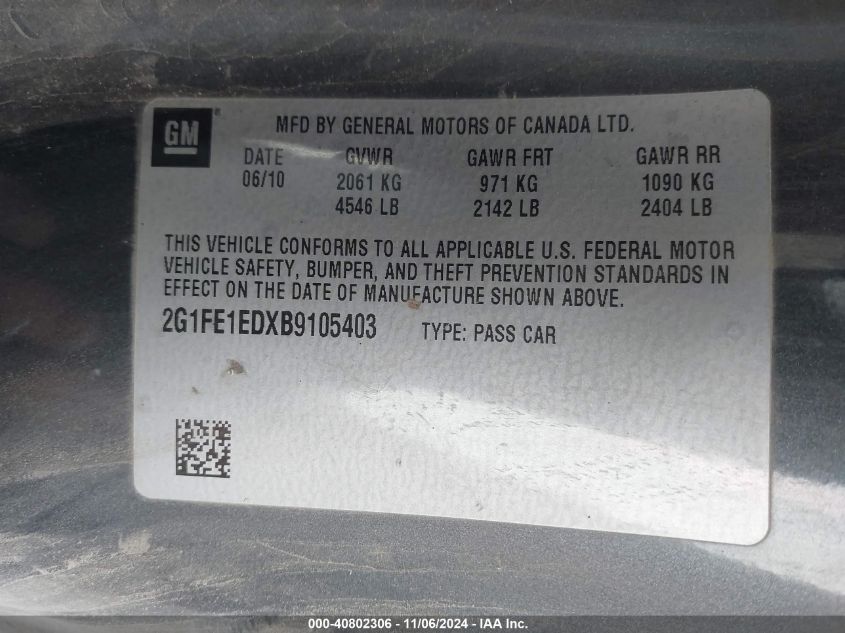 GM
MFD BY GENERAL MOTORS OF CANADA LTD.
DATE GVWR GAWR FRT GAWR RR
06/10 2061 KG 971 KG 1090 KG
4546 LB 2142 LB 2404 LB
THIS VEHICLE CONFORMS TO ALL APPLICABLE U.S. FEDERAL MOTOR
VEHICLE SAFETY, BUMPER, AND THEFT PREVENTION STANDARDS IN
EFFECT ON THE DATE OF MANUFACTURE SHOWN ABOVE.
2G1FE1EDXB9105403 TYPE: PASS CAR
000-40802306 - 11/06/2024 - IAA, Inc.